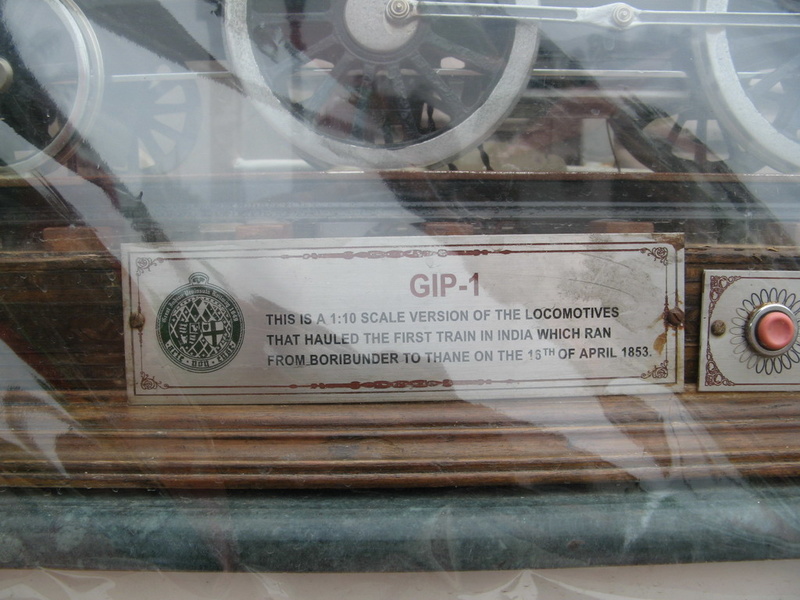 GIP-1
THIS IS A 1:10 SCALE VERSION OF THE LOCOMOTIVES
THAT HAULED THE FIRST TRAIN IN INDIA WHICH RAN
FROM BORIBUNDER TO THANE ON THE 16TH OF APRIL 1853.